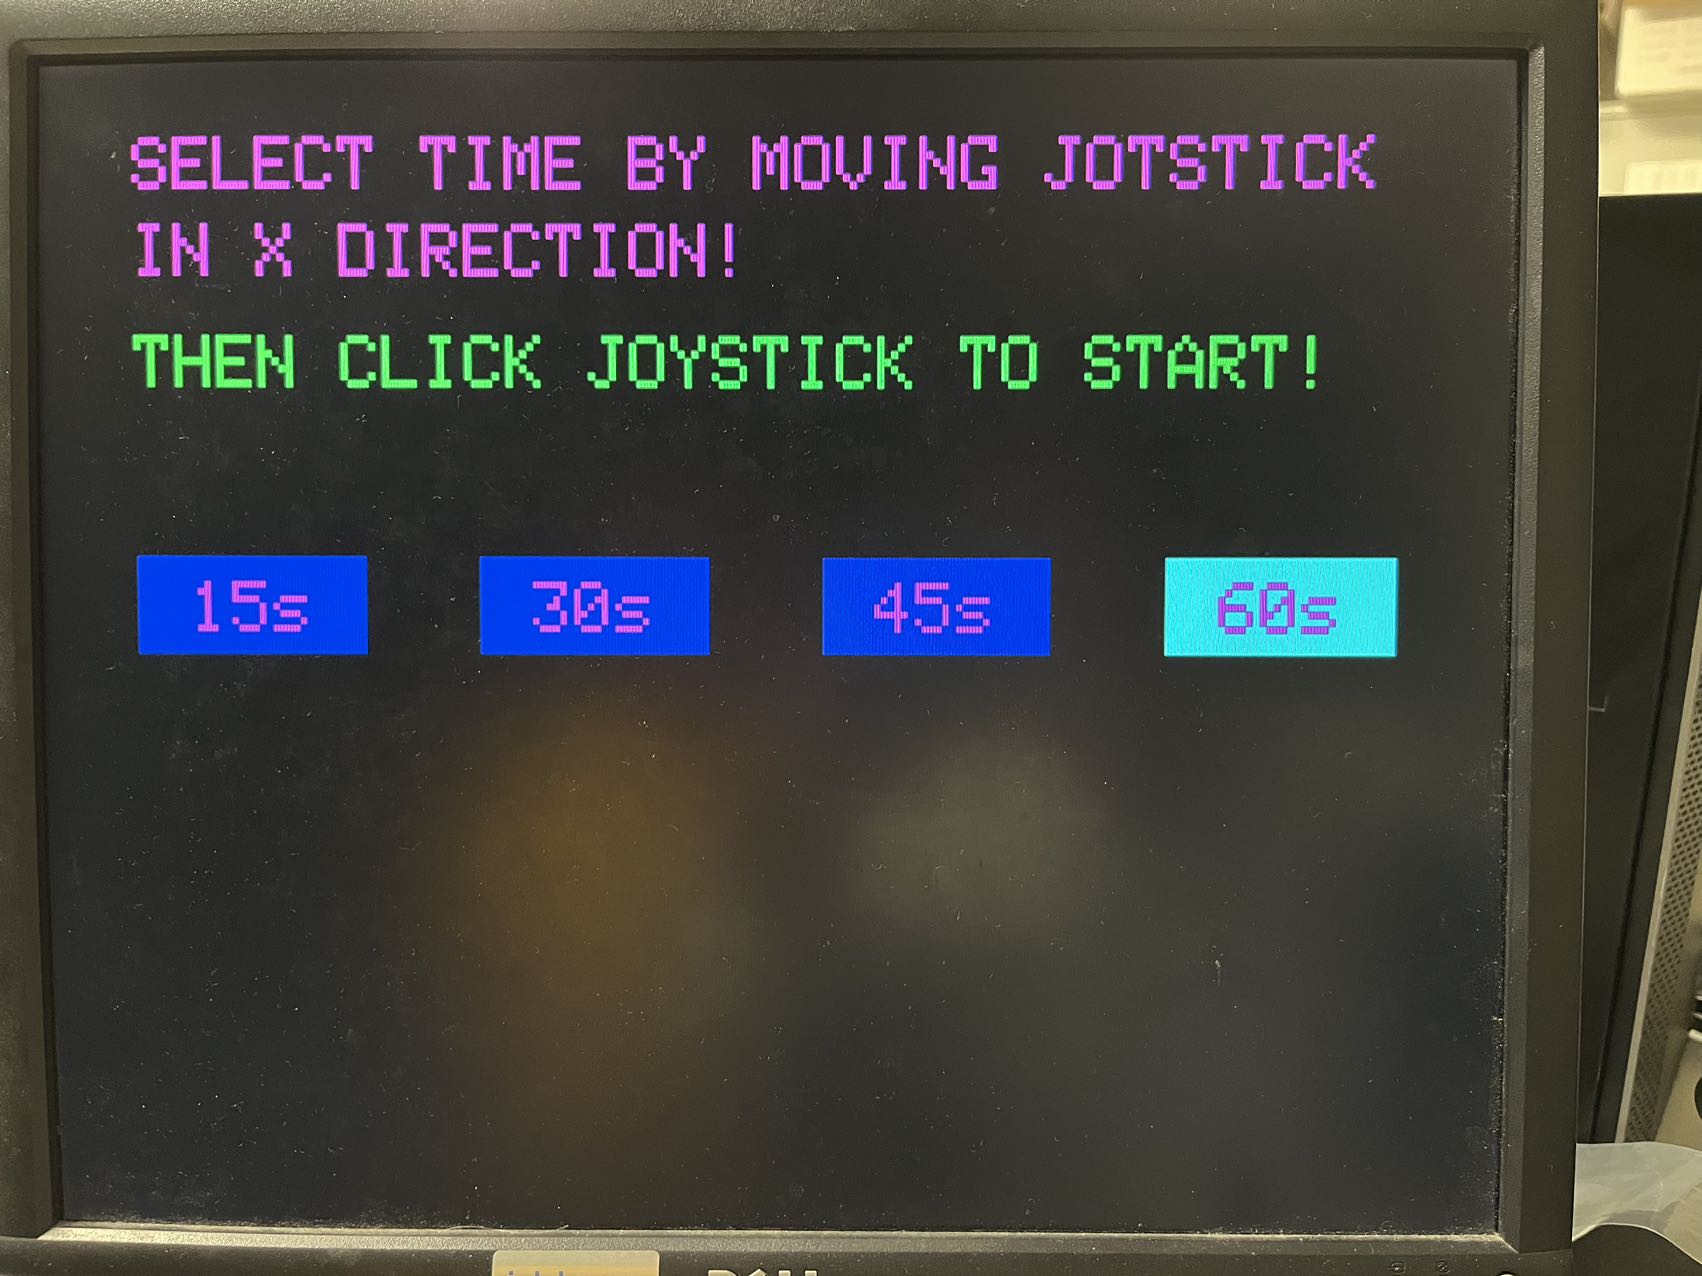 SELECT TIME BY MOVING JOTSTICK
IN X DIRECTION!
THEN CLICK JOYSTICK TO START!
15s 30s 45s 60s